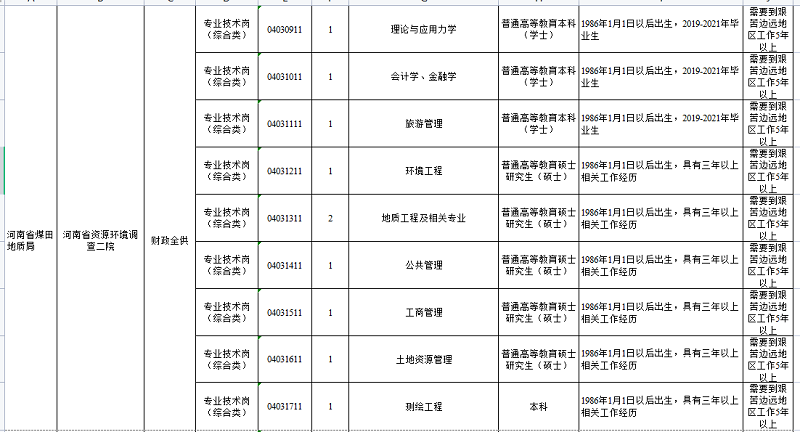 河南省煤田
地质局
河南省资源环境调
查二院
财政全供
专业技术岗
（综合类）
04030911
1
理论与应用力学
普通高等教育本科
（学士）
1986年1月1日以后出生，2019-2021年毕
业生
需要到艰
苦边远地
区工作5年
以上
专业技术岗
（综合类）
04031011
1
会计学、金融学
普通高等教育本科
（学士）
1986年1月1日以后出生，2019-2021年毕
业生
需要到艰
苦边远地
区工作5年
以上
专业技术岗
（综合类）
04031111
1
旅游管理
普通高等教育本科
（学士）
1986年1月1日以后出生，2019-2021年毕
业生
需要到艰
苦边远地
区工作5年
以上
专业技术岗
（综合类）
04031211
1
环境工程
普通高等教育硕士
研究生（硕士）
1986年1月1日以后出生，具有三年以上
相关工作经历
需要到艰
苦边远地
区工作5年
以上
专业技术岗
（综合类）
04031311
2
地质工程及相关专业
普通高等教育硕士
研究生（硕士）
1986年1月1日以后出生，具有三年以上
相关工作经历
需要到艰
苦边远地
区工作5年
以上
专业技术岗
（综合类）
04031411
1
公共管理
普通高等教育硕士
研究生（硕士）
1986年1月1日以后出生，具有三年以上
相关工作经历
需要到艰
苦边远地
区工作5年
以上
专业技术岗
（综合类）
04031511
1
工商管理
普通高等教育硕士
研究生（硕士）
1986年1月1日以后出生，具有三年以上
相关工作经历
需要到艰
苦边远地
区工作5年
以上
专业技术岗
（综合类）
04031611
1
土地资源管理
普通高等教育硕士
研究生（硕士）
1986年1月1日以后出生，具有三年以上
相关工作经历
需要到艰
苦边远地
区工作5年
以上
专业技术岗
（综合类）
04031711
1
测绘工程
本科
1986年1月1日以后出生，具有三年以上
相关工作经历
需要到艰
苦边远地
区工作5年
以上